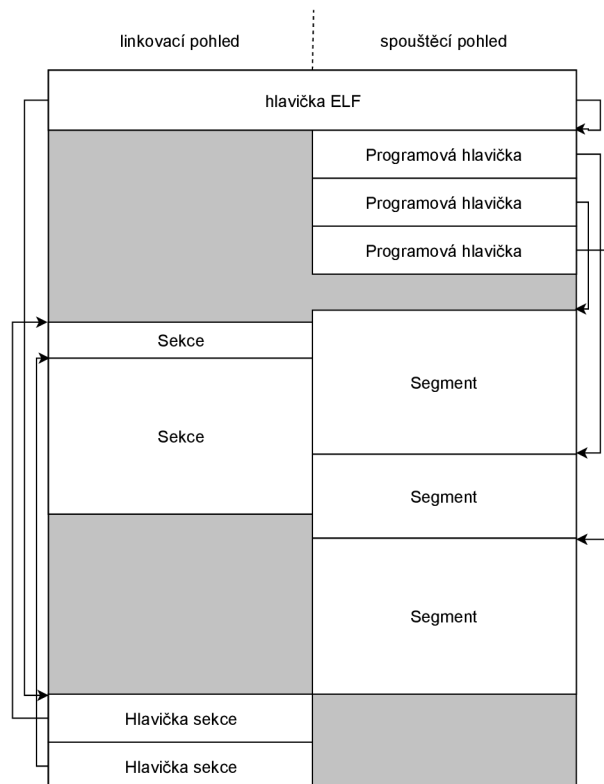 linkovací pohled
spouštěcí pohled
hlavička ELF
Programová hlavička
Programová hlavička
Programová hlavička
Sekce
Segment
Sekce
Segment
Segment
Hlavička sekce
Hlavička sekce